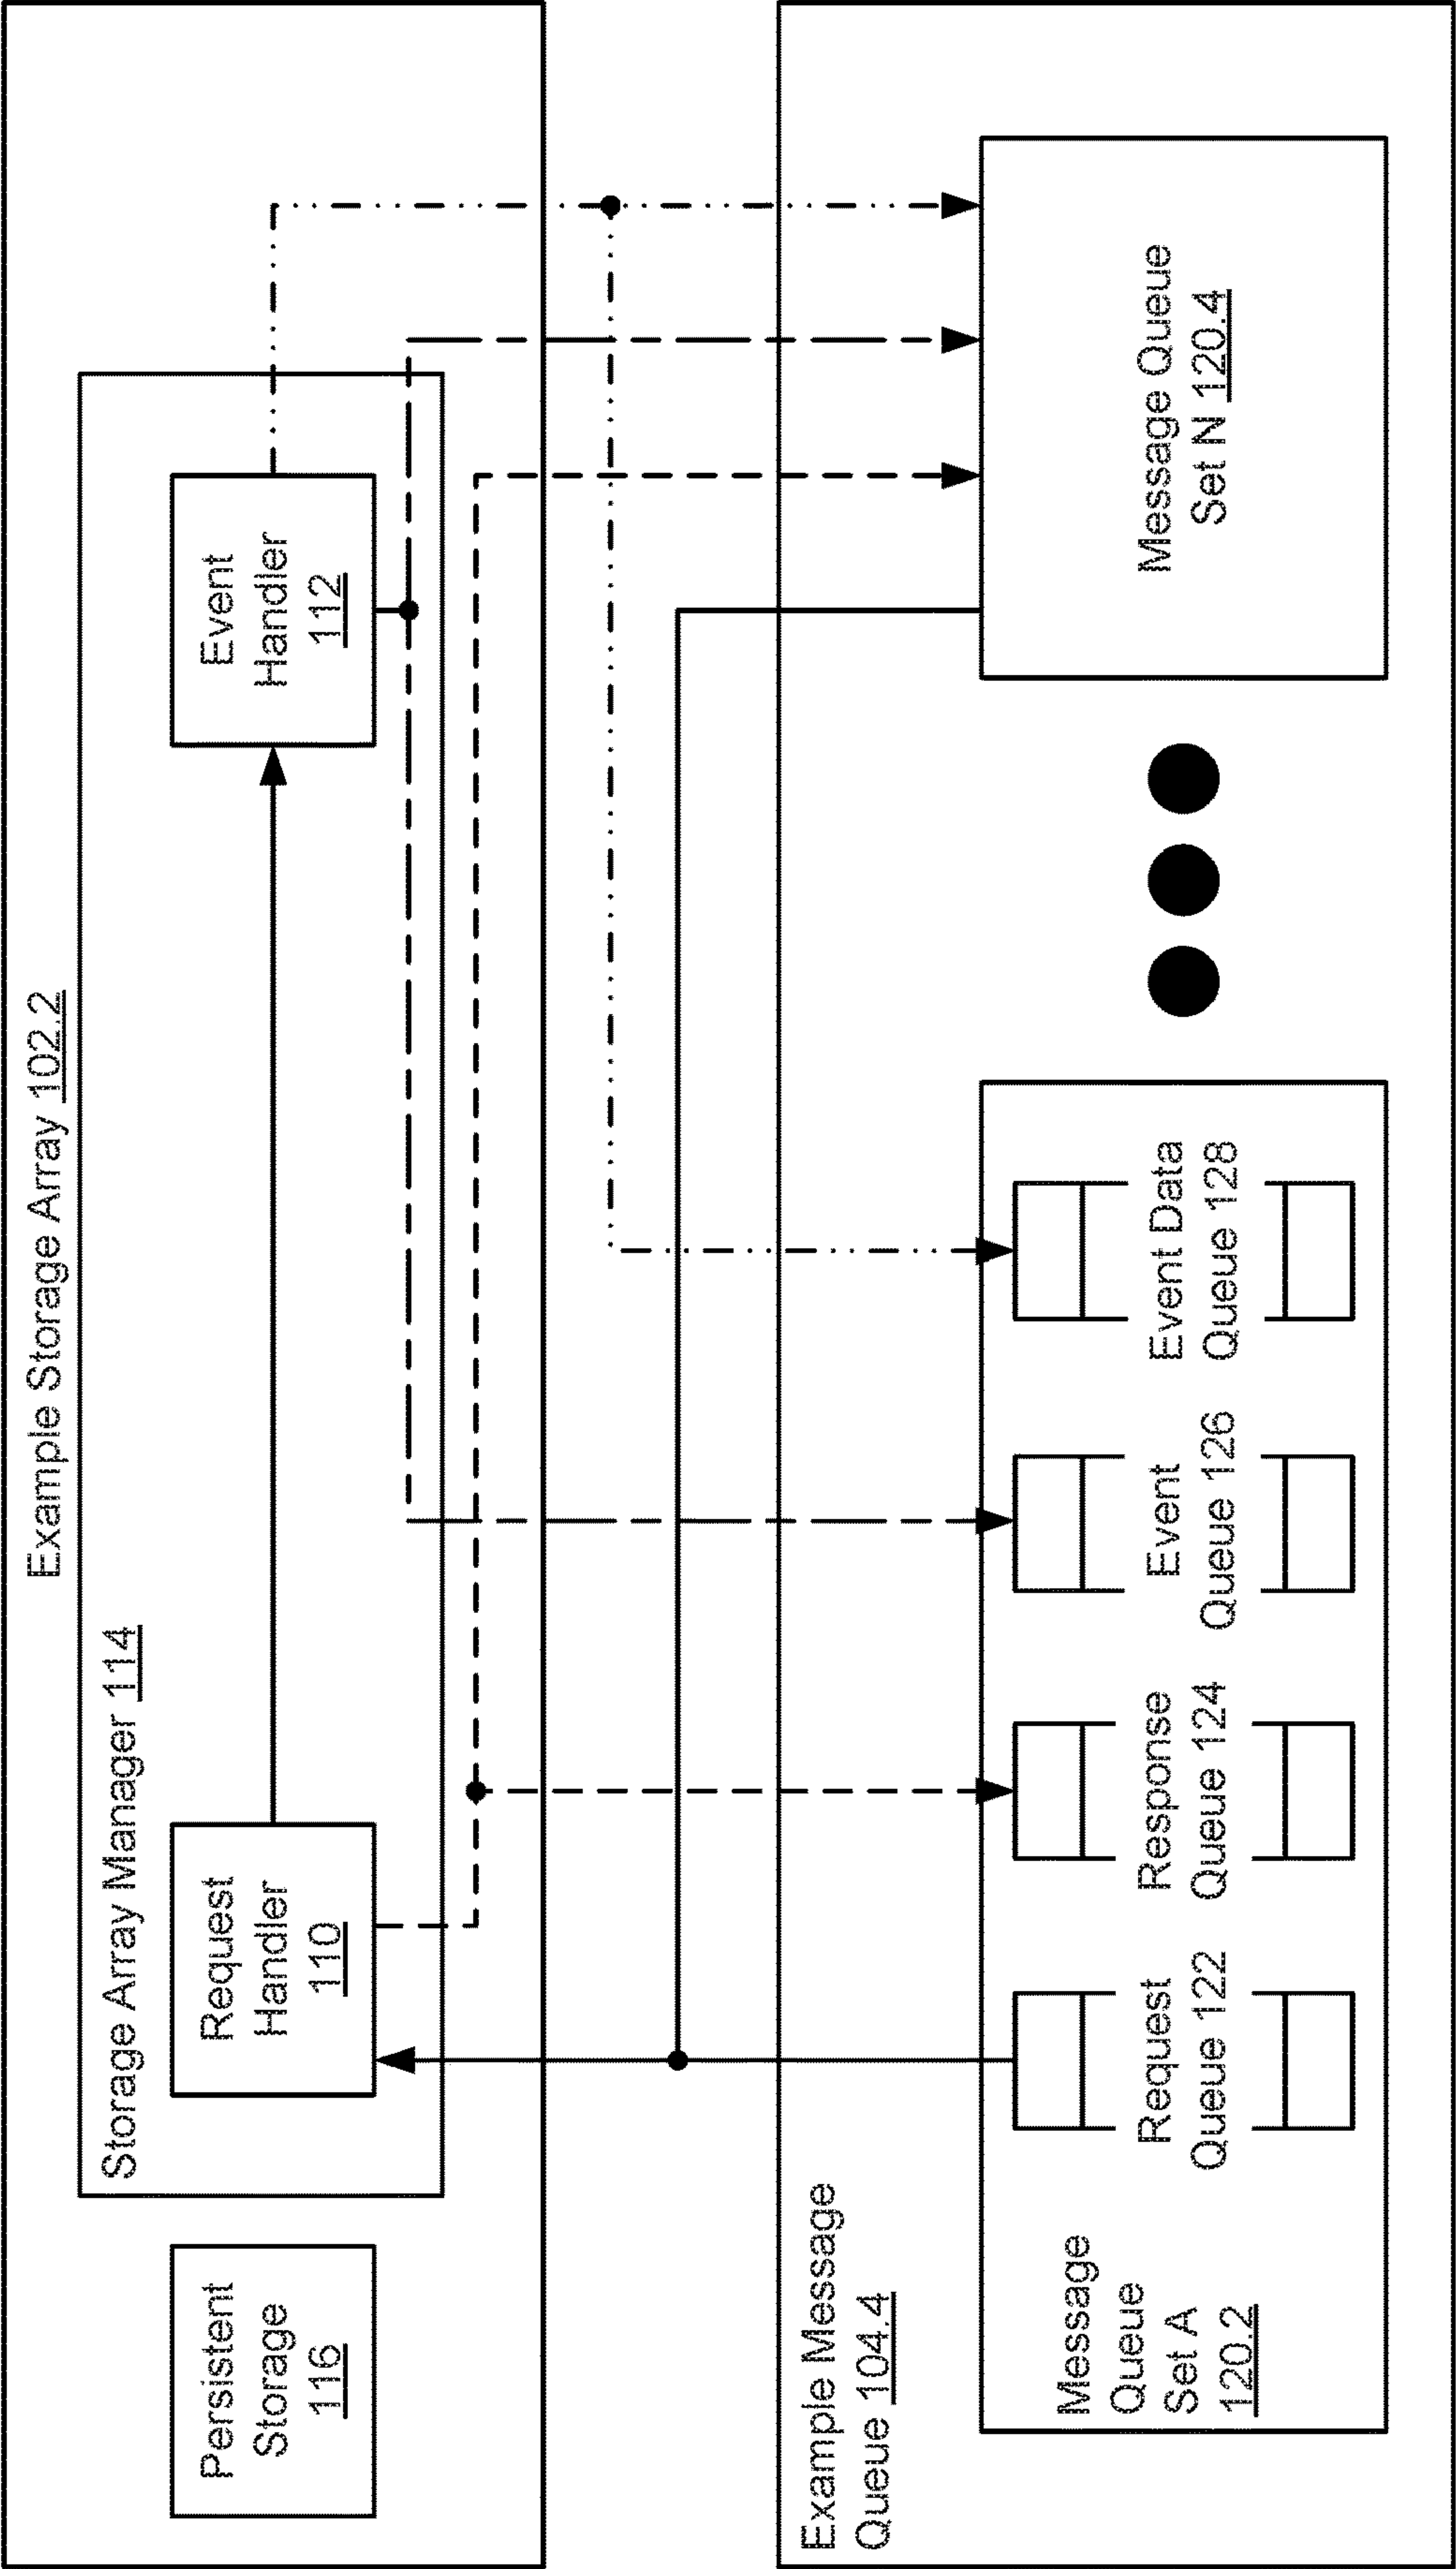 Example Storage Array 102.2
Storage Array Manager 114
Persistent
Storage
116
Request
Handler
110
Event
Handler
112
Example Message
Queue 104.4
Message
Queue
Set A
120.2
Request
Queue 122
Response
Queue 124
Event
Queue 126
Event Data
Queue 128
Message Queue
Set N 120.4